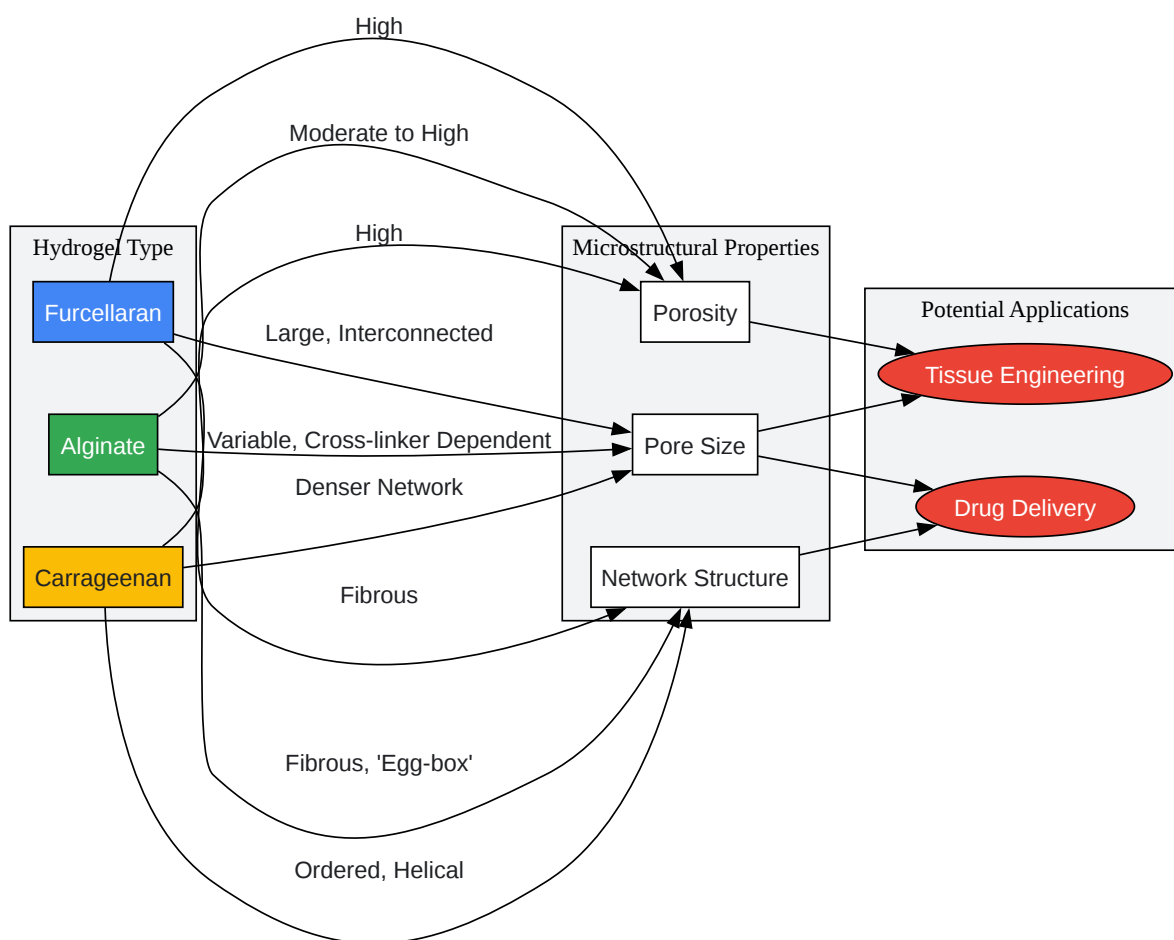 High
Moderate to High
High
Hydrogel Type
Microstructural Properties
Furcellaran
Porosity
Potential Applications
Large, Interconnected
Tissue Engineering
Alginate
Variable, Cross-linker Dependent
Pore Size
Denser Network
Drug Delivery
Carrageenan
Network Structure
Fibrous
Fibrous, 'Egg-box'
Ordered, Helical